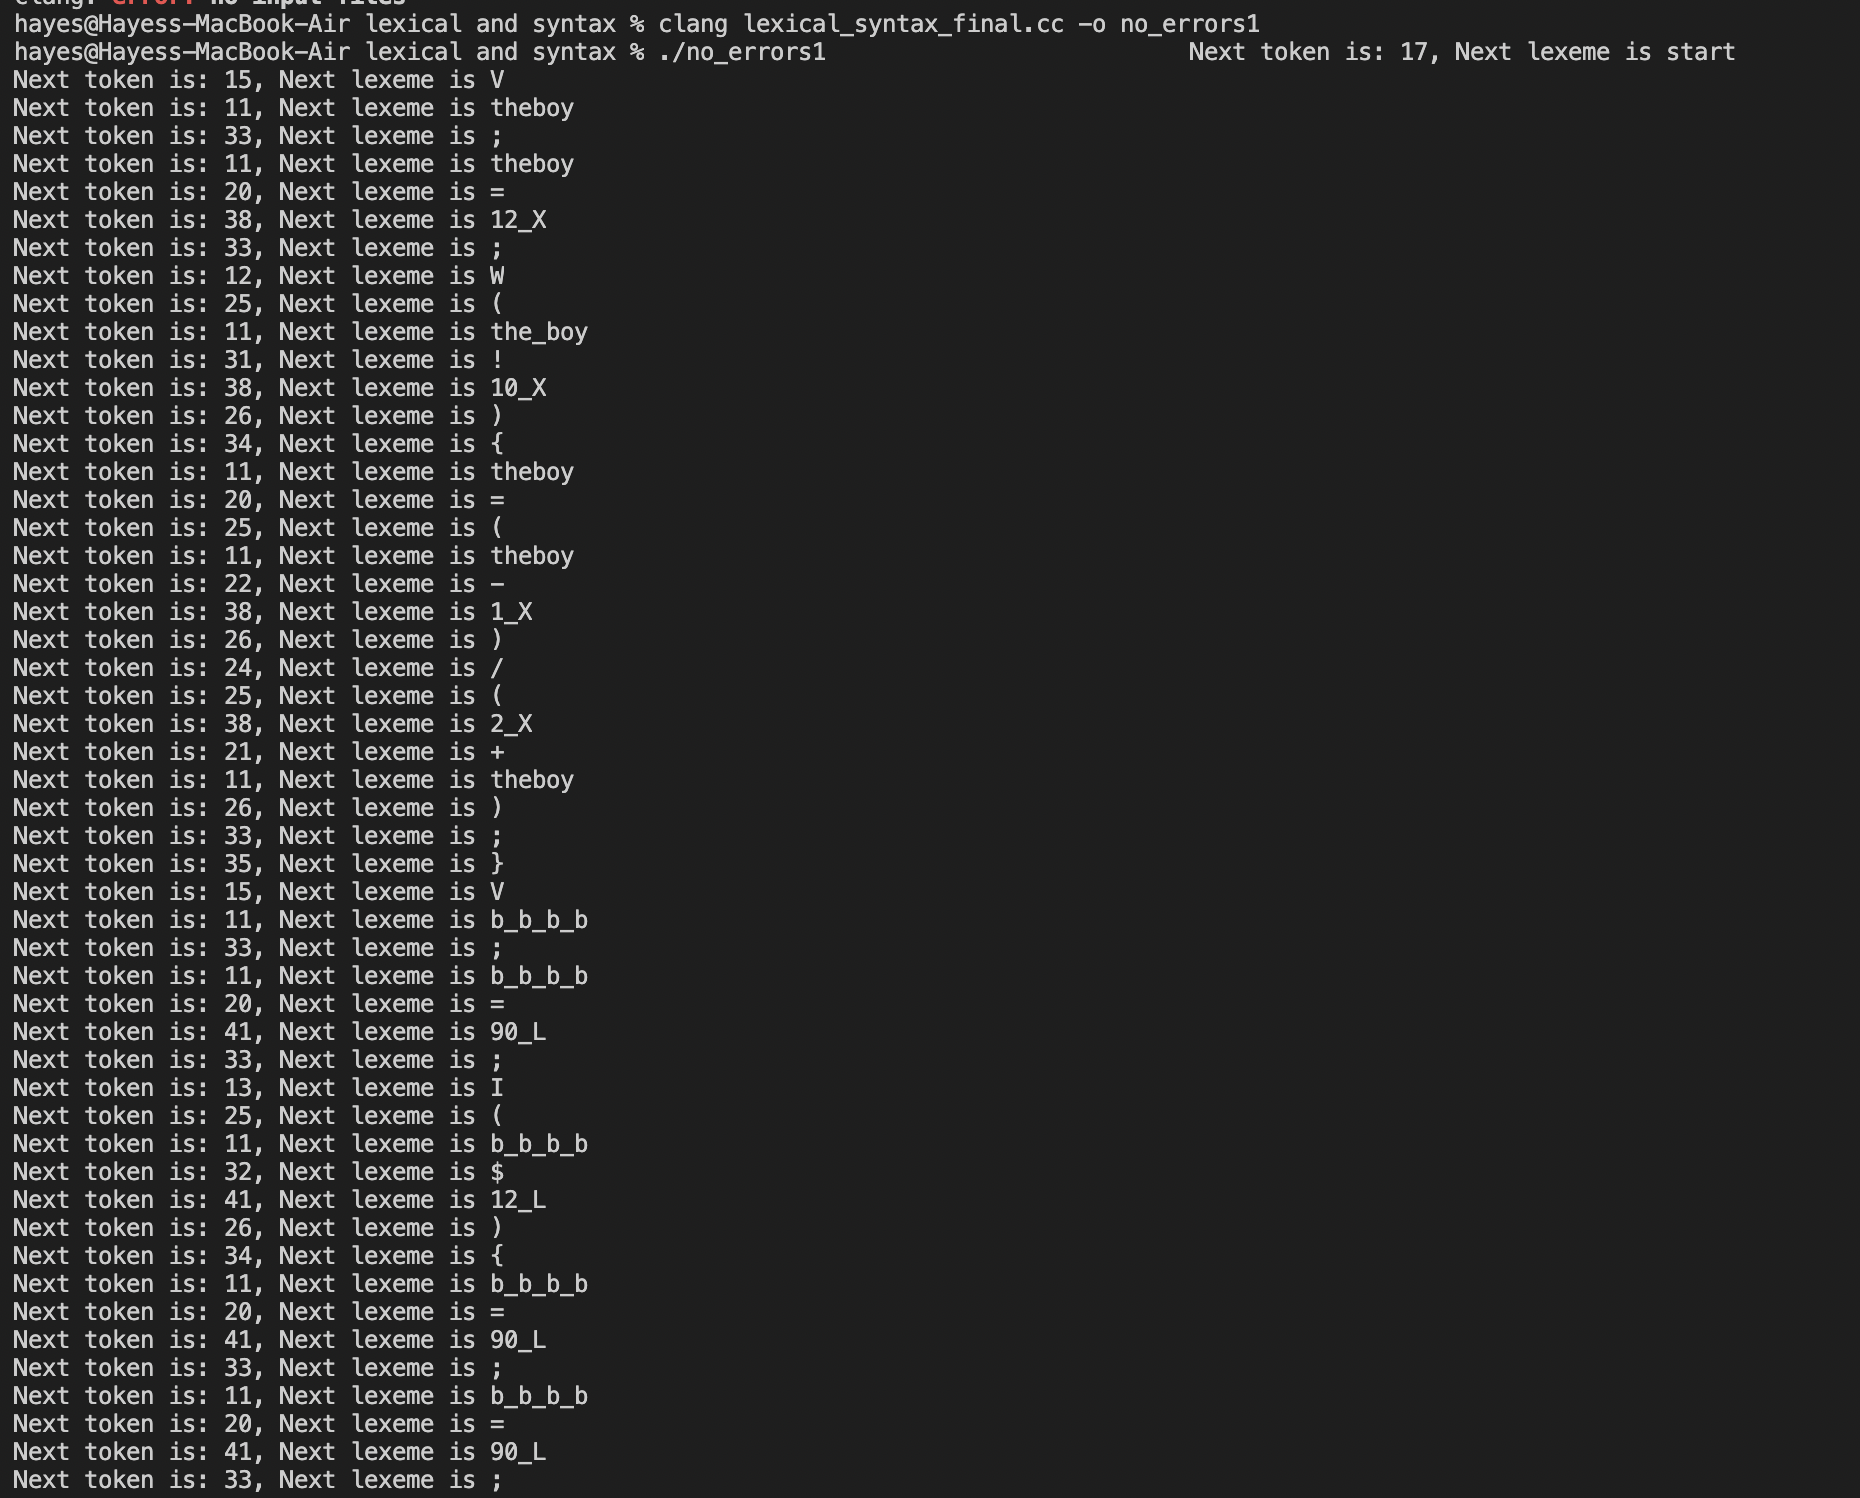 clang: error: no input files
hayes@Hayess-MacBook-Air lexical and syntax % clang lexical_syntax_final.cc -o no_errors1
hayes@Hayess-MacBook-Air lexical and syntax % ./no_errors1 Next token is: 17, Next lexeme is start
Next token is: 15, Next lexeme is V
Next token is: 11, Next lexeme is theboy
Next token is: 33, Next lexeme is ;
Next token is: 11, Next lexeme is theboy
Next token is: 20, Next lexeme is =
Next token is: 38, Next lexeme is 12_X
Next token is: 33, Next lexeme is ;
Next token is: 12, Next lexeme is W
Next token is: 25, Next lexeme is (
Next token is: 11, Next lexeme is the_boy
Next token is: 31, Next lexeme is !
Next token is: 38, Next lexeme is 10_X
Next token is: 26, Next lexeme is )
Next token is: 34, Next lexeme is {
Next token is: 11, Next lexeme is theboy
Next token is: 20, Next lexeme is =
Next token is: 25, Next lexeme is (
Next token is: 11, Next lexeme is theboy
Next token is: 22, Next lexeme is -
Next token is: 38, Next lexeme is 1_X
Next token is: 26, Next lexeme is )
Next token is: 24, Next lexeme is /
Next token is: 25, Next lexeme is (
Next token is: 38, Next lexeme is 2_X
Next token is: 21, Next lexeme is +
Next token is: 11, Next lexeme is theboy
Next token is: 26, Next lexeme is )
Next token is: 33, Next lexeme is ;
Next token is: 35, Next lexeme is }
Next token is: 15, Next lexeme is V
Next token is: 11, Next lexeme is b_b_b_b
Next token is: 33, Next lexeme is ;
Next token is: 11, Next lexeme is b_b_b_b
Next token is: 20, Next lexeme is =
Next token is: 41, Next lexeme is 90_L
Next token is: 33, Next lexeme is ;
Next token is: 13, Next lexeme is I
Next token is: 25, Next lexeme is (
Next token is: 11, Next lexeme is b_b_b_b
Next token is: 32, Next lexeme is $
Next token is: 41, Next lexeme is 12_L
Next token is: 26, Next lexeme is )
Next token is: 34, Next lexeme is {
Next token is: 11, Next lexeme is b_b_b_b
Next token is: 20, Next lexeme is =
Next token is: 41, Next lexeme is 90_L
Next token is: 33, Next lexeme is ;
Next token is: 11, Next lexeme is b_b_b_b
Next token is: 20, Next lexeme is =
Next token is: 41, Next lexeme is 90_L
Next token is: 33, Next lexeme is ;